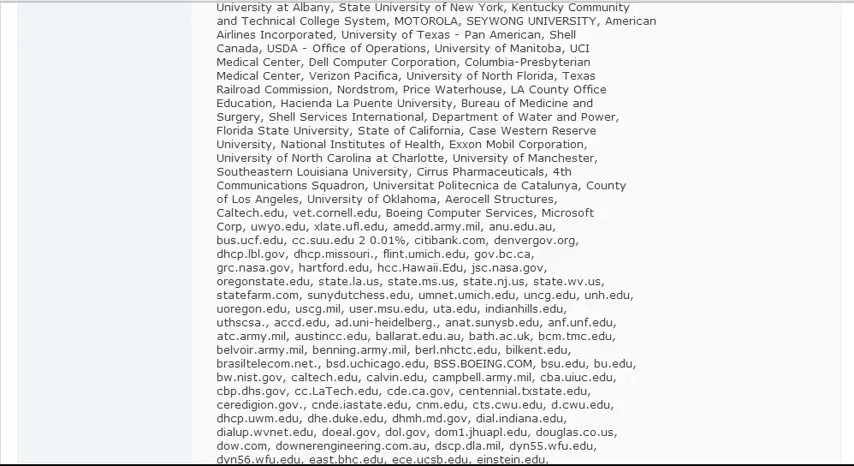 University at Albany, State University of New York, Kentucky Community
and Technical College System, MOTOROLA, SEYWONG UNIVERSITY, American
Airlines Incorporated, University of Texas - Pan American, Shell
Canada, USDA - Office of Operations, University of Manitoba, UCI
Medical Center, Dell Computer Corporation, Columbia-Presbyterian
Medical Center, Verizon Pacifica, University of North Florida, Texas
Railroad Commission, Nordstrom, Price Waterhouse, LA County Office
Education, Hacienda La Puente University, Bureau of Medicine and
Surgery, Shell Services International, Department of Water and Power,
Florida State University, State of California, Case Western Reserve
University, National Institutes of Health, Exxon Mobil Corporation,
University of North Carolina at Charlotte, University of Manchester,
Southeastern Louisiana University, Cirrus Pharmaceuticals, 4th
Communications Squadron, Universitat Politecnica de Catalunya, County
of Los Angeles, University of Oklahoma, Aerocell Structures,
Caltech.edu, vet.cornell.edu, Boeing Computer Services, Microsoft
Corp, uwyo.edu, xlate.ufl.edu, amedd.army.mil, anu.edu.au,
bus.ucf.edu, cc.suu.edu 2 0.01%, citibank.com, denvergov.org,
dhcp.lbl.gov, dhcp.missouri., flint.umich.edu, gov.bc.ca,
grc.nasa.gov, hartford.edu, hcc.Hawaii.Edu, jsc.nasa.gov,
oregonstate.edu, state.la.us, state.ms.us, state.nj.us, state.wv.us,
statefarm.com, sunydutchess.edu, umnet.umich.edu, uncg.edu, unh.edu,
uoregon.edu, uscg.mil, user.msu.edu, uta.edu, indianhills.edu,
uthscsa., accd.edu, ad.uni-heidelberg., anat.sunysb.edu, anf.unf.edu,
atc.army.mil, austincc.edu, ballarat.edu.au, bath.ac.uk, bcm.tmc.edu,
belvoir.army.mil, benning.army.mil, berl.nhctc.edu, bilkent.edu,
brasiltelecom.net., bsd.uchicago.edu, BSS.BOEING.COM, bsu.edu, bu.edu,
bw.nist.gov, caltech.edu, calvin.edu, campbell.army.mil, cba.uiuc.edu,
cbp.dhs.gov, cc.LaTech.edu, cde.ca.gov, centennial.txstate.edu,
ceredigion.gov., cnde.iastate.edu, cnm.edu, cts.cwu.edu, d.cwu.edu,
dhcp.uwm.edu, dhe.duke.edu, dhmh.md.gov, dial.indiana.edu,
dialup.wvnet.edu, doeal.gov, dol.gov, dom1.jhuapl.edu, douglas.co.us,
dow.com, downerengineering.com.au, dscp.dla.mil, dyn55.wfu.edu,
dyn56.wfu.edu, east.bhc.edu, ece.ucsb.edu, einstein.edu,